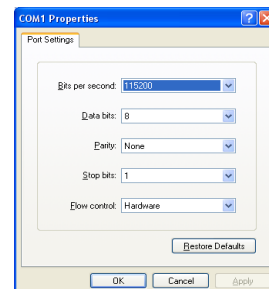 COM1 Properties
Port Settings
Bits per second: 115200
Data bits: 8
Parity: None
Stop bits: 1
Flow control: Hardware
Restore Defaults
OK Cancel Apply